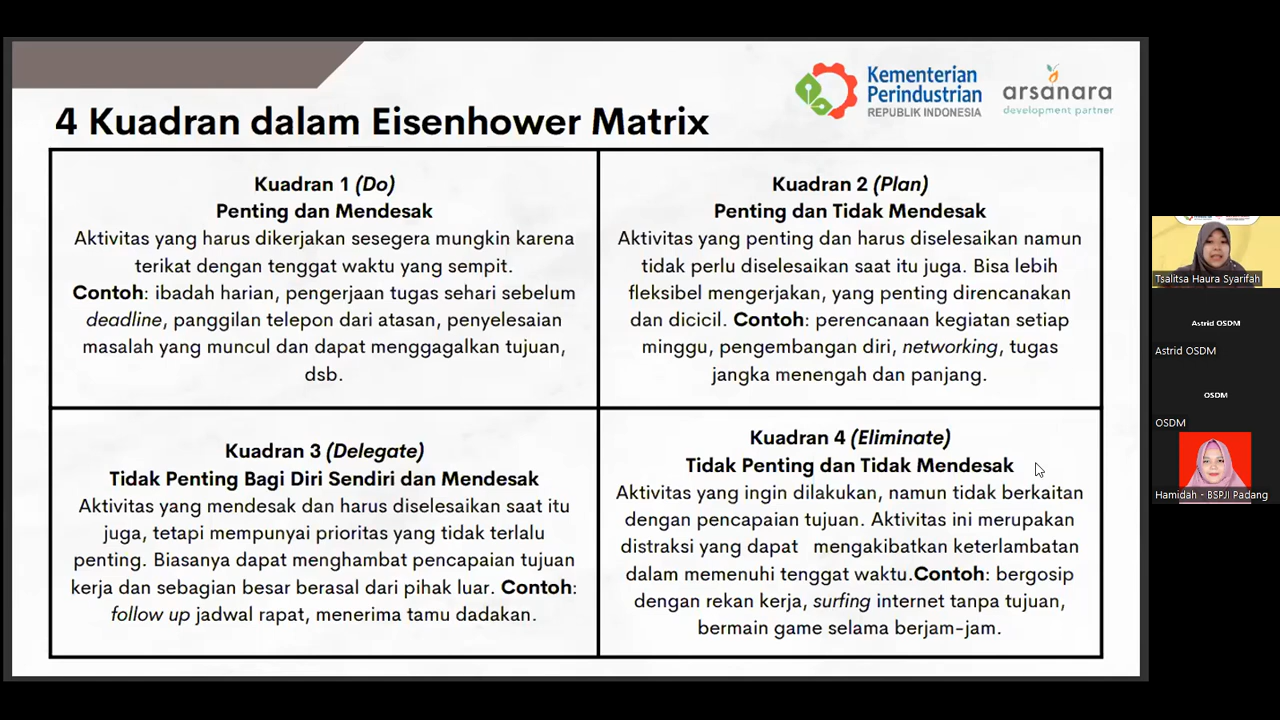 Kementerian
Perindustrian
REPUBLIK INDONESIA
arsanara
development partner
4 Kuadran dalam Eisenhower Matrix
Kuadran 1 (Do)
Penting dan Mendesak
Aktivitas yang harus dikerjakan sesegera mungkin karena
terikat dengan tenggat waktu yang sempit.
Contoh: ibadah harian, pengerjaan tugas sehari sebelum
deadline, panggilan telepon dari atasan, penyelesaian
masalah yang muncul dan dapat menggagalkan tujuan,
dsb.
Kuadran 2 (Plan)
Penting dan Tidak Mendesak
Aktivitas yang penting dan harus diselesaikan namun
tidak perlu diselesaikan saat itu juga. Bisa lebih
fleksibel mengerjakan, yang penting direncanakan
dan dicicil. Contoh: perencanaan kegiatan setiap
minggu, pengembangan diri, networking, tugas
jangka menengah dan panjang.
Kuadran 3 (Delegate)
Tidak Penting Bagi Diri Sendiri dan Mendesak
Aktivitas yang mendesak dan harus diselesaikan saat itu
juga, tetapi mempunyai prioritas yang tidak terlalu
penting. Biasanya dapat menghambat pencapaian tujuan
kerja dan sebagian besar berasal dari pihak luar. Contoh:
follow up jadwal rapat, menerima tamu dadakan.
Kuadran 4 (Eliminate)
Tidak Penting dan Tidak Mendesak
Aktivitas yang ingin dilakukan, namun tidak berkaitan
dengan pencapaian tujuan. Aktivitas ini merupakan
distraksi yang dapat mengakibatkan keterlambatan
dalam memenuhi tenggat waktu.Contoh: bergosip
dengan rekan kerja, surfing internet tanpa tujuan,
bermain game selama berjam-jam.
Tsalitsa Haura Syarifah
Astrid OSDM
Astrid OSDM
OSDM
OSDM
Hamidah - BSPJI Padang